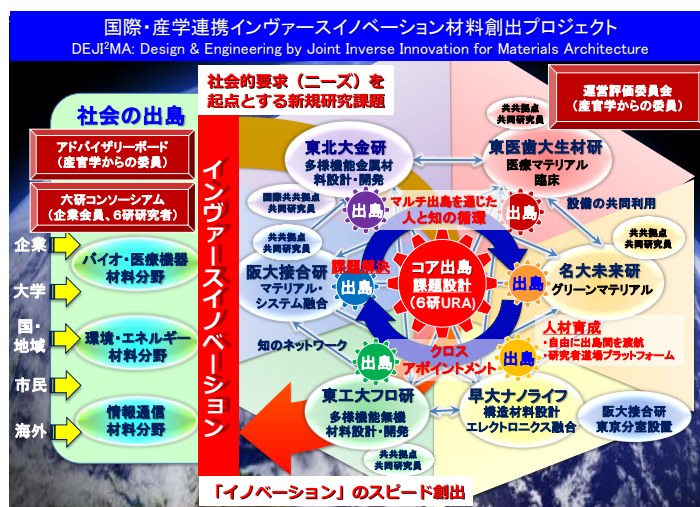 国際・産学連携インヴァースイノベーション材料創出プロジェクト
DEJI²MA: Design & Engineering by Joint Inverse Innovation for Materials Architecture
社会的要求（ニーズ）を
起点とする新規研究課題
運営評価委員会
（産官学からの委員）
社会の出島
アドバイザリーボード
（産官学からの委員）
六研コンソーシアム
（企業会員、6研研究者）
企業
大学
国・
地域
市民
海外
バイオ・医療機器
材料分野
環境・エネルギー
材料分野
情報通信
材料分野
インヴァースイノベーション
東北大金研
多様機能金属材
料設計・開発
国際共共拠点
共同研究員
出島
共共拠点
共同研究員
東医歯大生材研
医療マテリアル
臨床
出島
マルチ出島を通じた
人と知の循環
設備の共同利用
共共拠点
共同研究員
共共拠点
共同研究員
阪大接合研
マテリアル・
システム融合
課題解決
出島
コア出島
課題設計
（6研URA）
出島
名大未来研
グリーンマテリアル
知のネットワーク
出島
クロス
アポイントメント
出島
人材育成
・自由に出島間を渡航
・研究者道場プラットフォーム
東工大フロ研
多様機能無機
材料設計・開発
共共拠点
共同研究員
早大ナノライフ
構造材料設計
エレクトロニクス融合
阪大接合研
東京分室設置
「イノベーション」のスピード創出